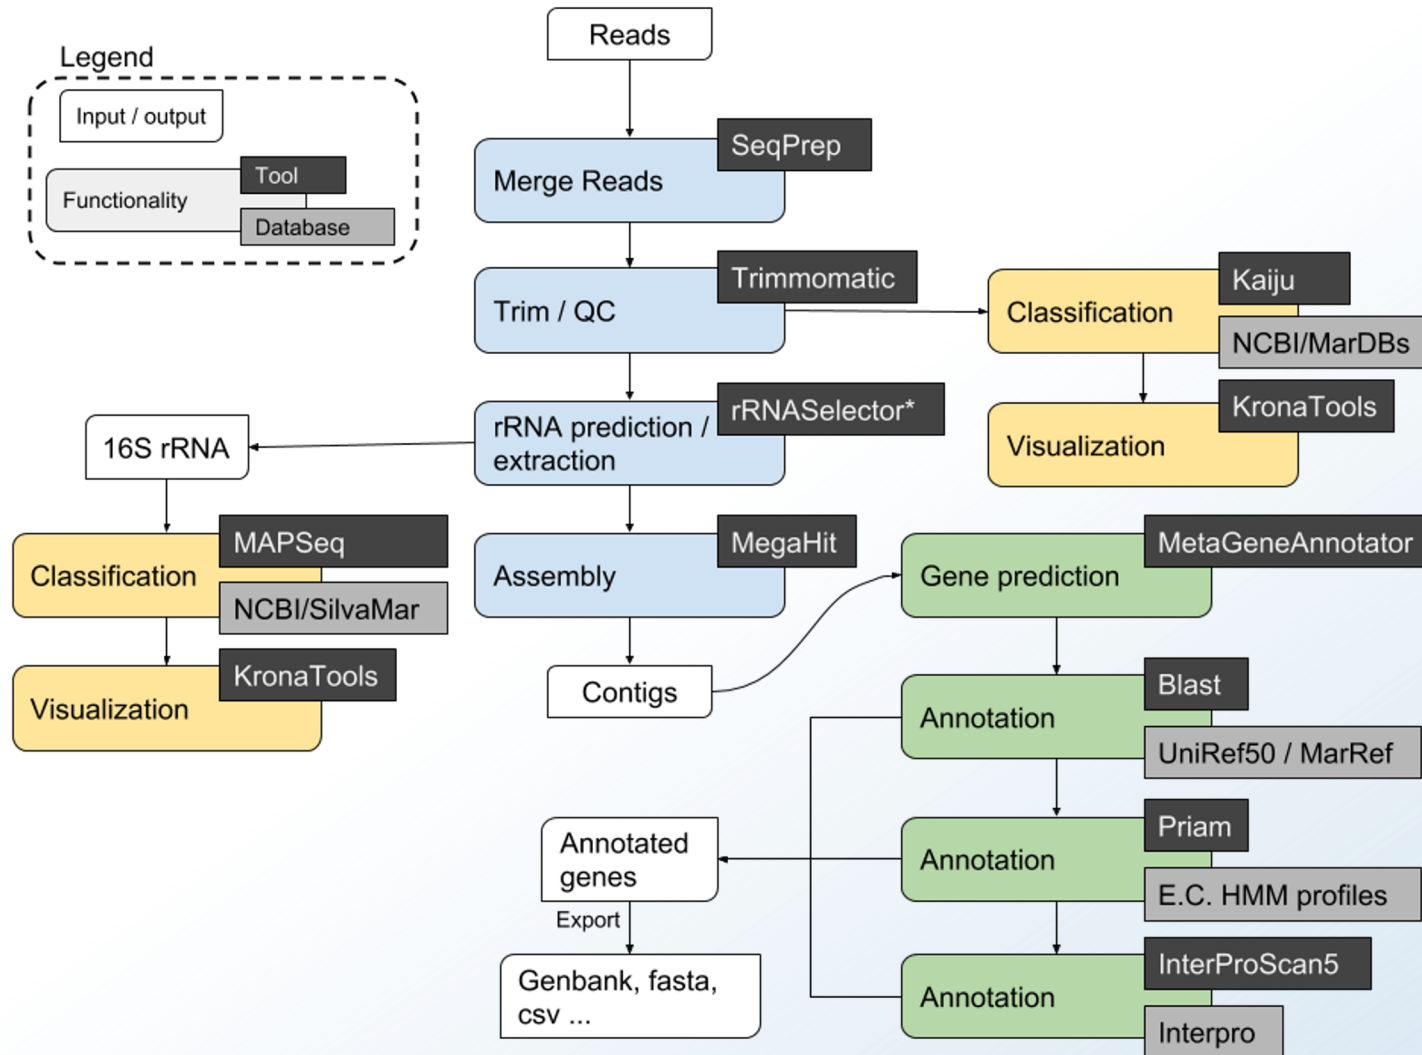 Reads
Legend
Input / output
Tool
Functionality
Database
SeqPrep
Merge Reads
Trimmomatic
Trim / QC
Kaiju
Classification
NCBI/MarDBs
rRNASelector*
rRNA prediction /
extraction
KronaTools
Visualization
16S rRNA
MAPSeq
Classification
NCBI/SilvaMar
KronaTools
Visualization
MegaHit
Assembly
Contigs
MetaGeneAnnotator
Gene prediction
Blast
Annotation
UniRef50 / MarRef
Priam
Annotation
E.C. HMM profiles
InterProScan5
Annotation
Interpro
Annotated
genes
Export
Genbank, fasta,
csv ...